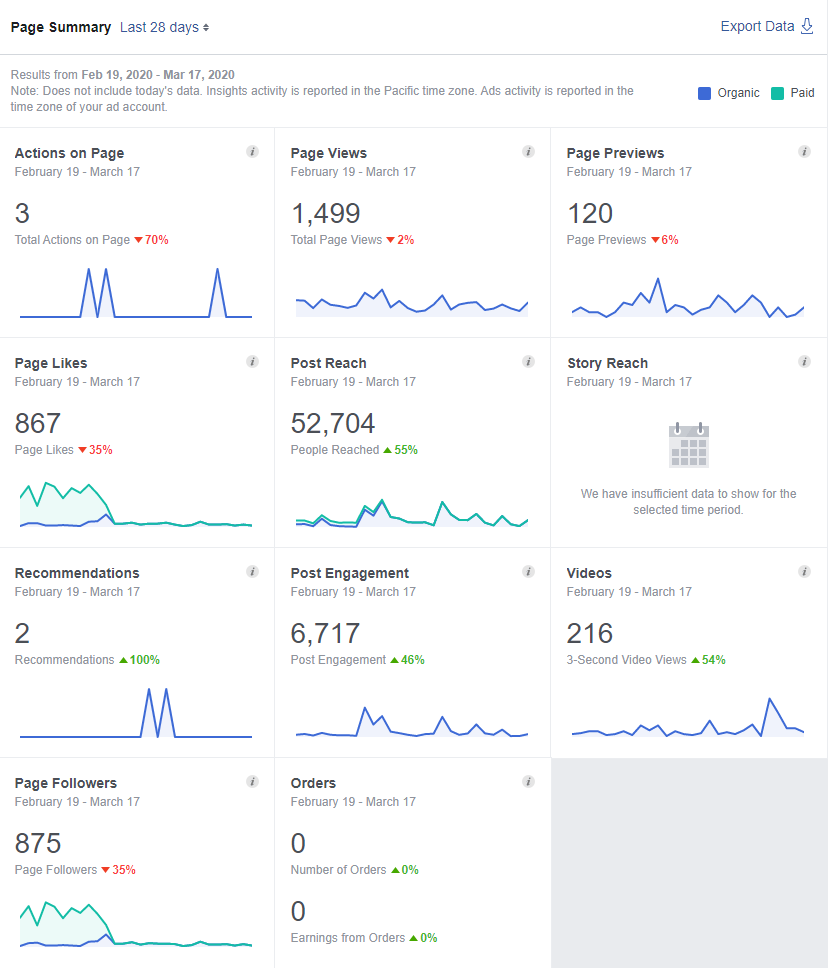 Page Summary Last 28 days
Export Data
Results from Feb 19, 2020 - Mar 17, 2020
Note: Does not include today's data. Insights activity is reported in the Pacific time zone. Ads activity is reported in the
time zone of your ad account.
Organic Paid
Actions on Page
February 19 - March 17
3
Total Actions on Page 70%
Page Views
February 19 - March 17
1,499
Total Page Views 2%
Page Previews
February 19 - March 17
120
Page Previews 6%
Page Likes
February 19 - March 17
867
Page Likes 35%
Post Reach
February 19 - March 17
52,704
People Reached 55%
Story Reach
February 19 - March 17
We have insufficient data to show for the
selected time period.
Recommendations
February 19 - March 17
2
Recommendations 100%
Post Engagement
February 19 - March 17
6,717
Post Engagement 46%
Videos
February 19 - March 17
216
3-Second Video Views 54%
Page Followers
February 19 - March 17
875
Page Followers 35%
Orders
February 19 - March 17
0
Number of Orders 0%
0
Earnings from Orders 0%